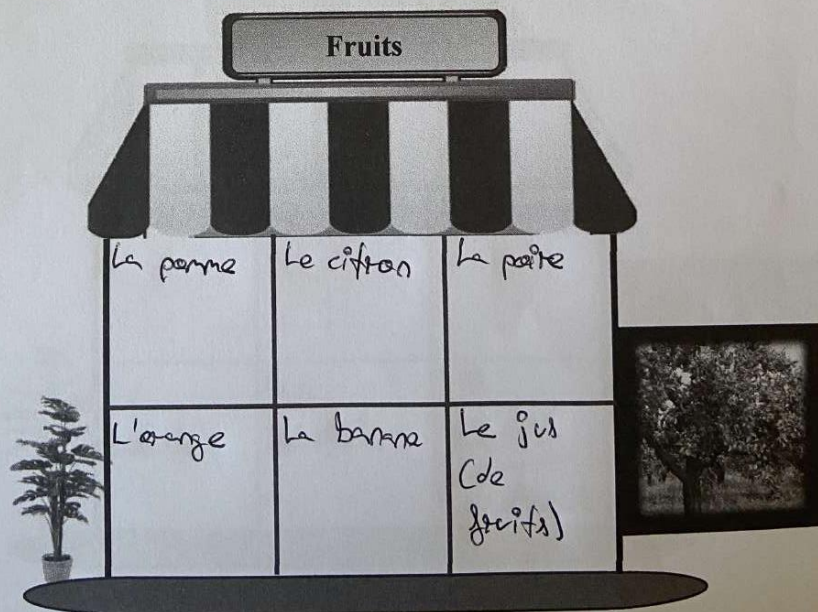 Fruits
La pomme
Le citron
La poire
L'orange
La banane
Le jus
(de
fruits)